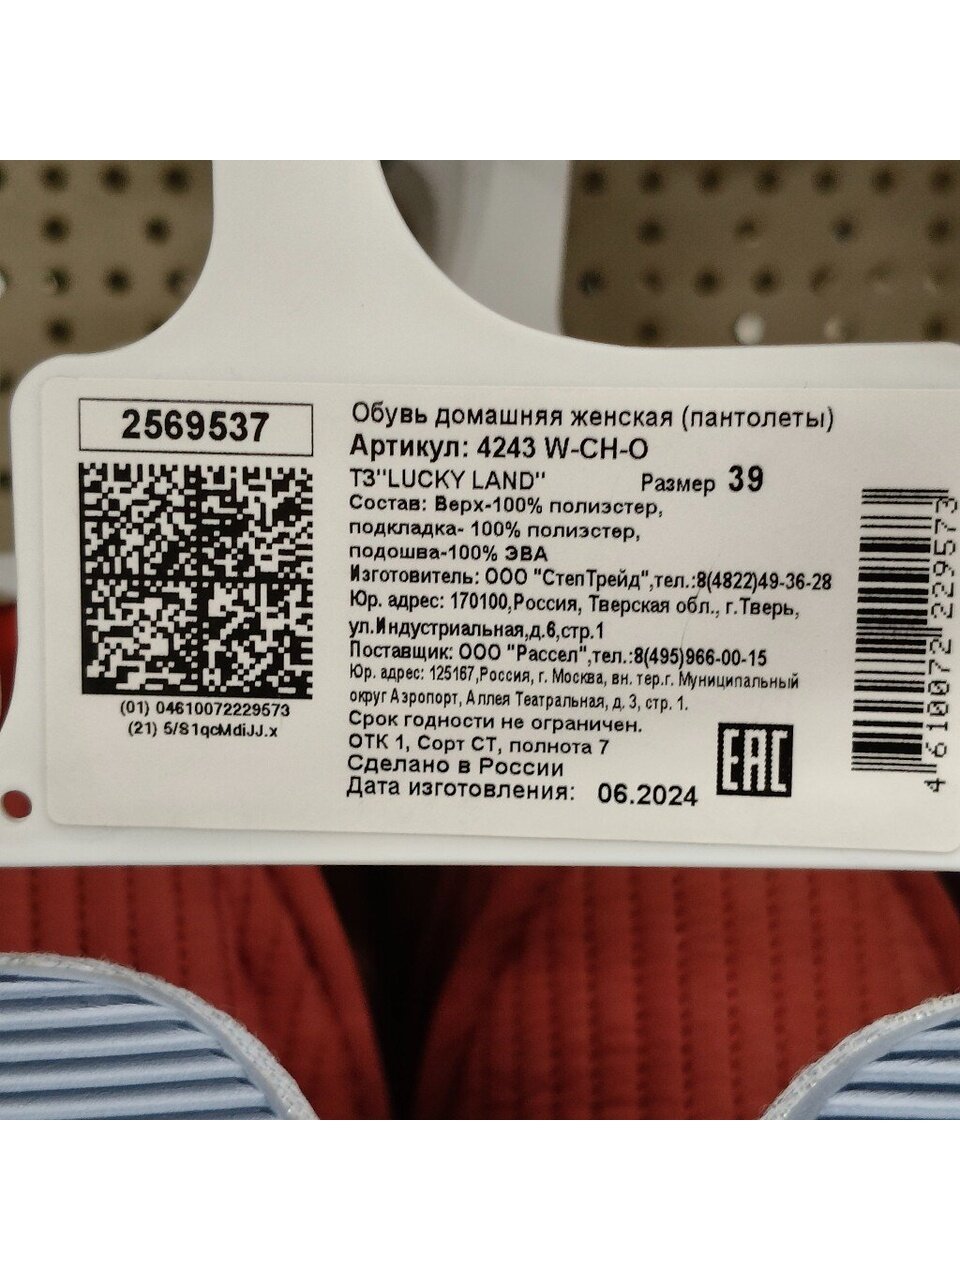 2569537
(01) 04610072229573
(21) 5/S1qcMdiJJ.x
Обувь домашняя женская (пантолеты)
Артикул: 4243 W-CH-O
ТЗ"LUCKY LAND" Размер 39
Состав: Верх-100% полиэстер,
подкладка- 100% полиэстер,
подошва-100% ЭВА
Изготовитель: ООО "СтепТрейд",тел.:8(4822)49-36-28
Юр. адрес: 170100,Россия, Тверская обл., г.Тверь,
ул.Индустриальная,д.6,стр.1
Поставщик: ООО "Рассел",тел.:8(495)966-00-15
Юр. адрес: 125167,Россия, г. Москва, вн. тер.г. Муниципальный
округ Аэропорт, Аллея Театральная, д. 3, стр. 1.
Срок годности не ограничен.
ОТК 1, Сорт СТ, полнота 7
Сделано в России
Дата изготовления: 06.2024
EAC
4 610072 229573